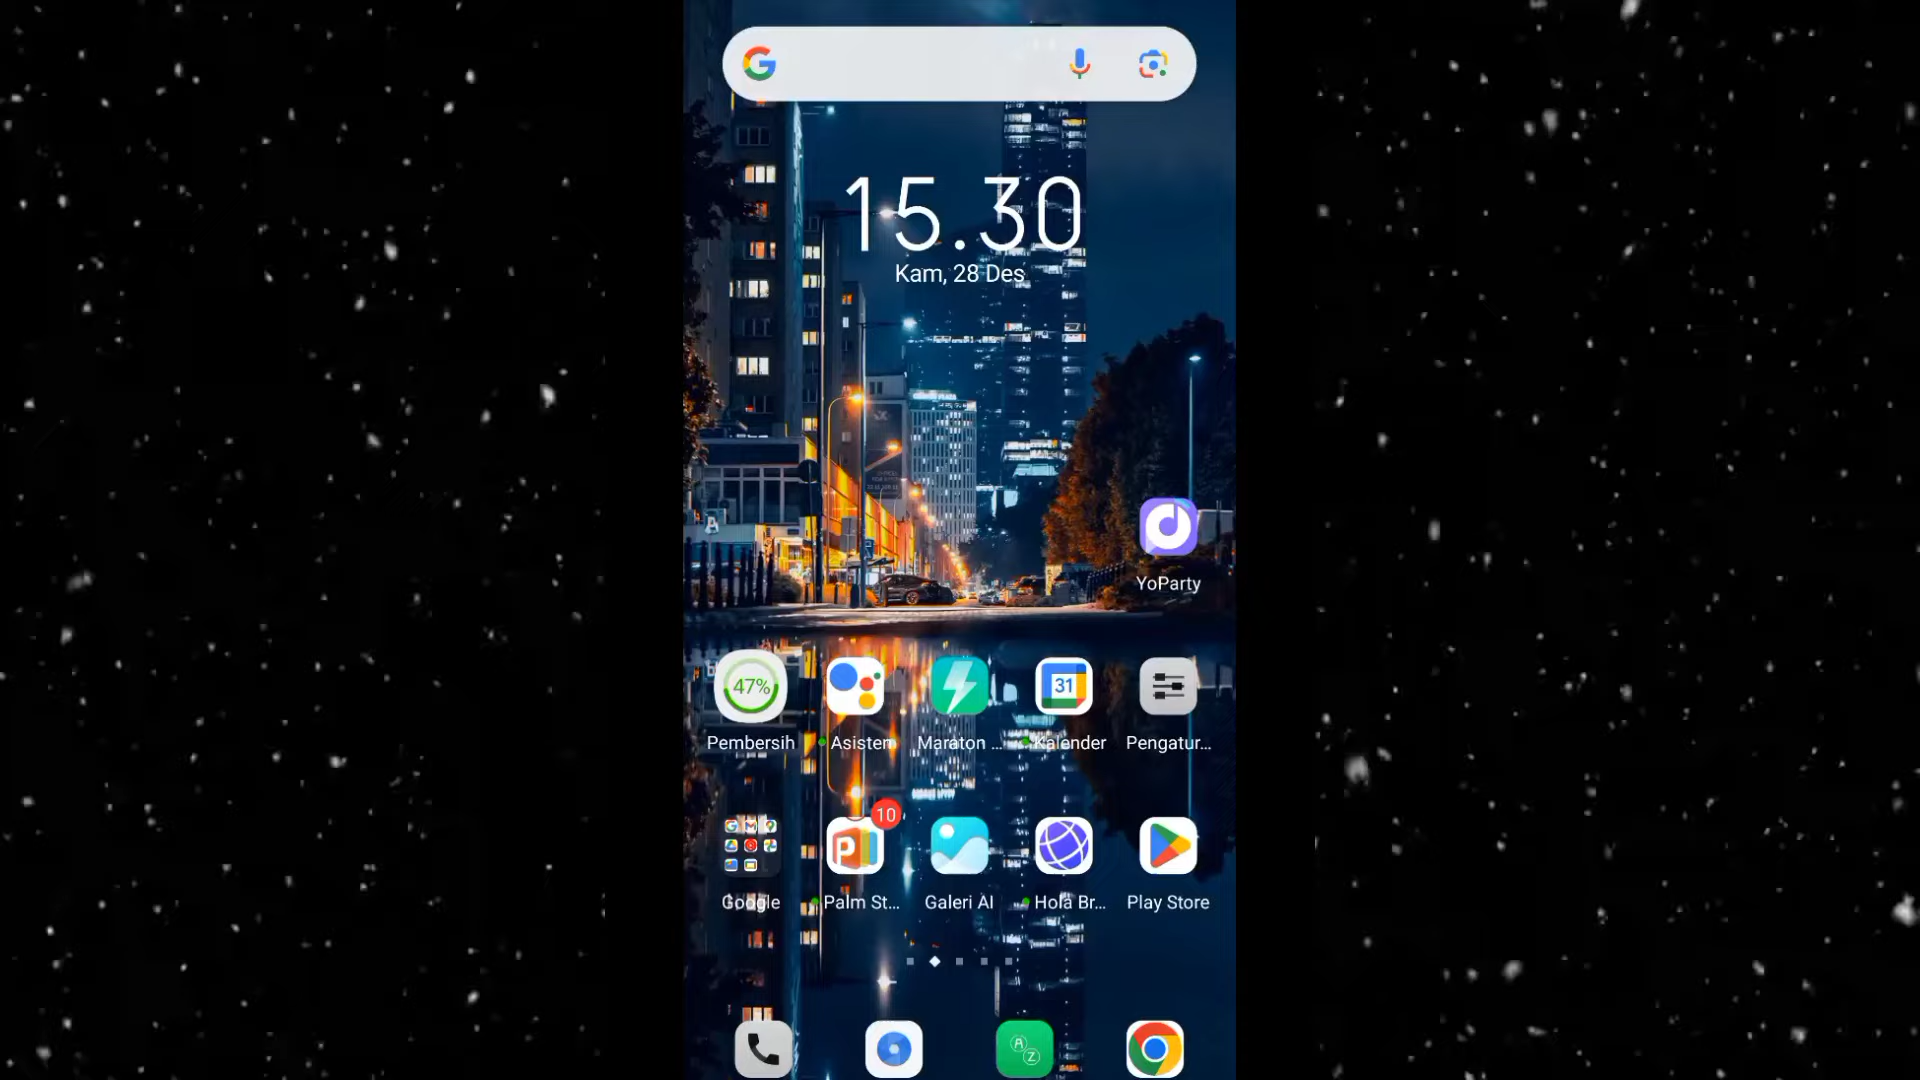 15.30
Kam, 28 Des
YoParty
47%
31
Pembersih
Asisten
Maraton ...
Kalender
Pengatur...
10
Google
Palm St...
Galeri AI
Hola Br...
Play Store
A
Z